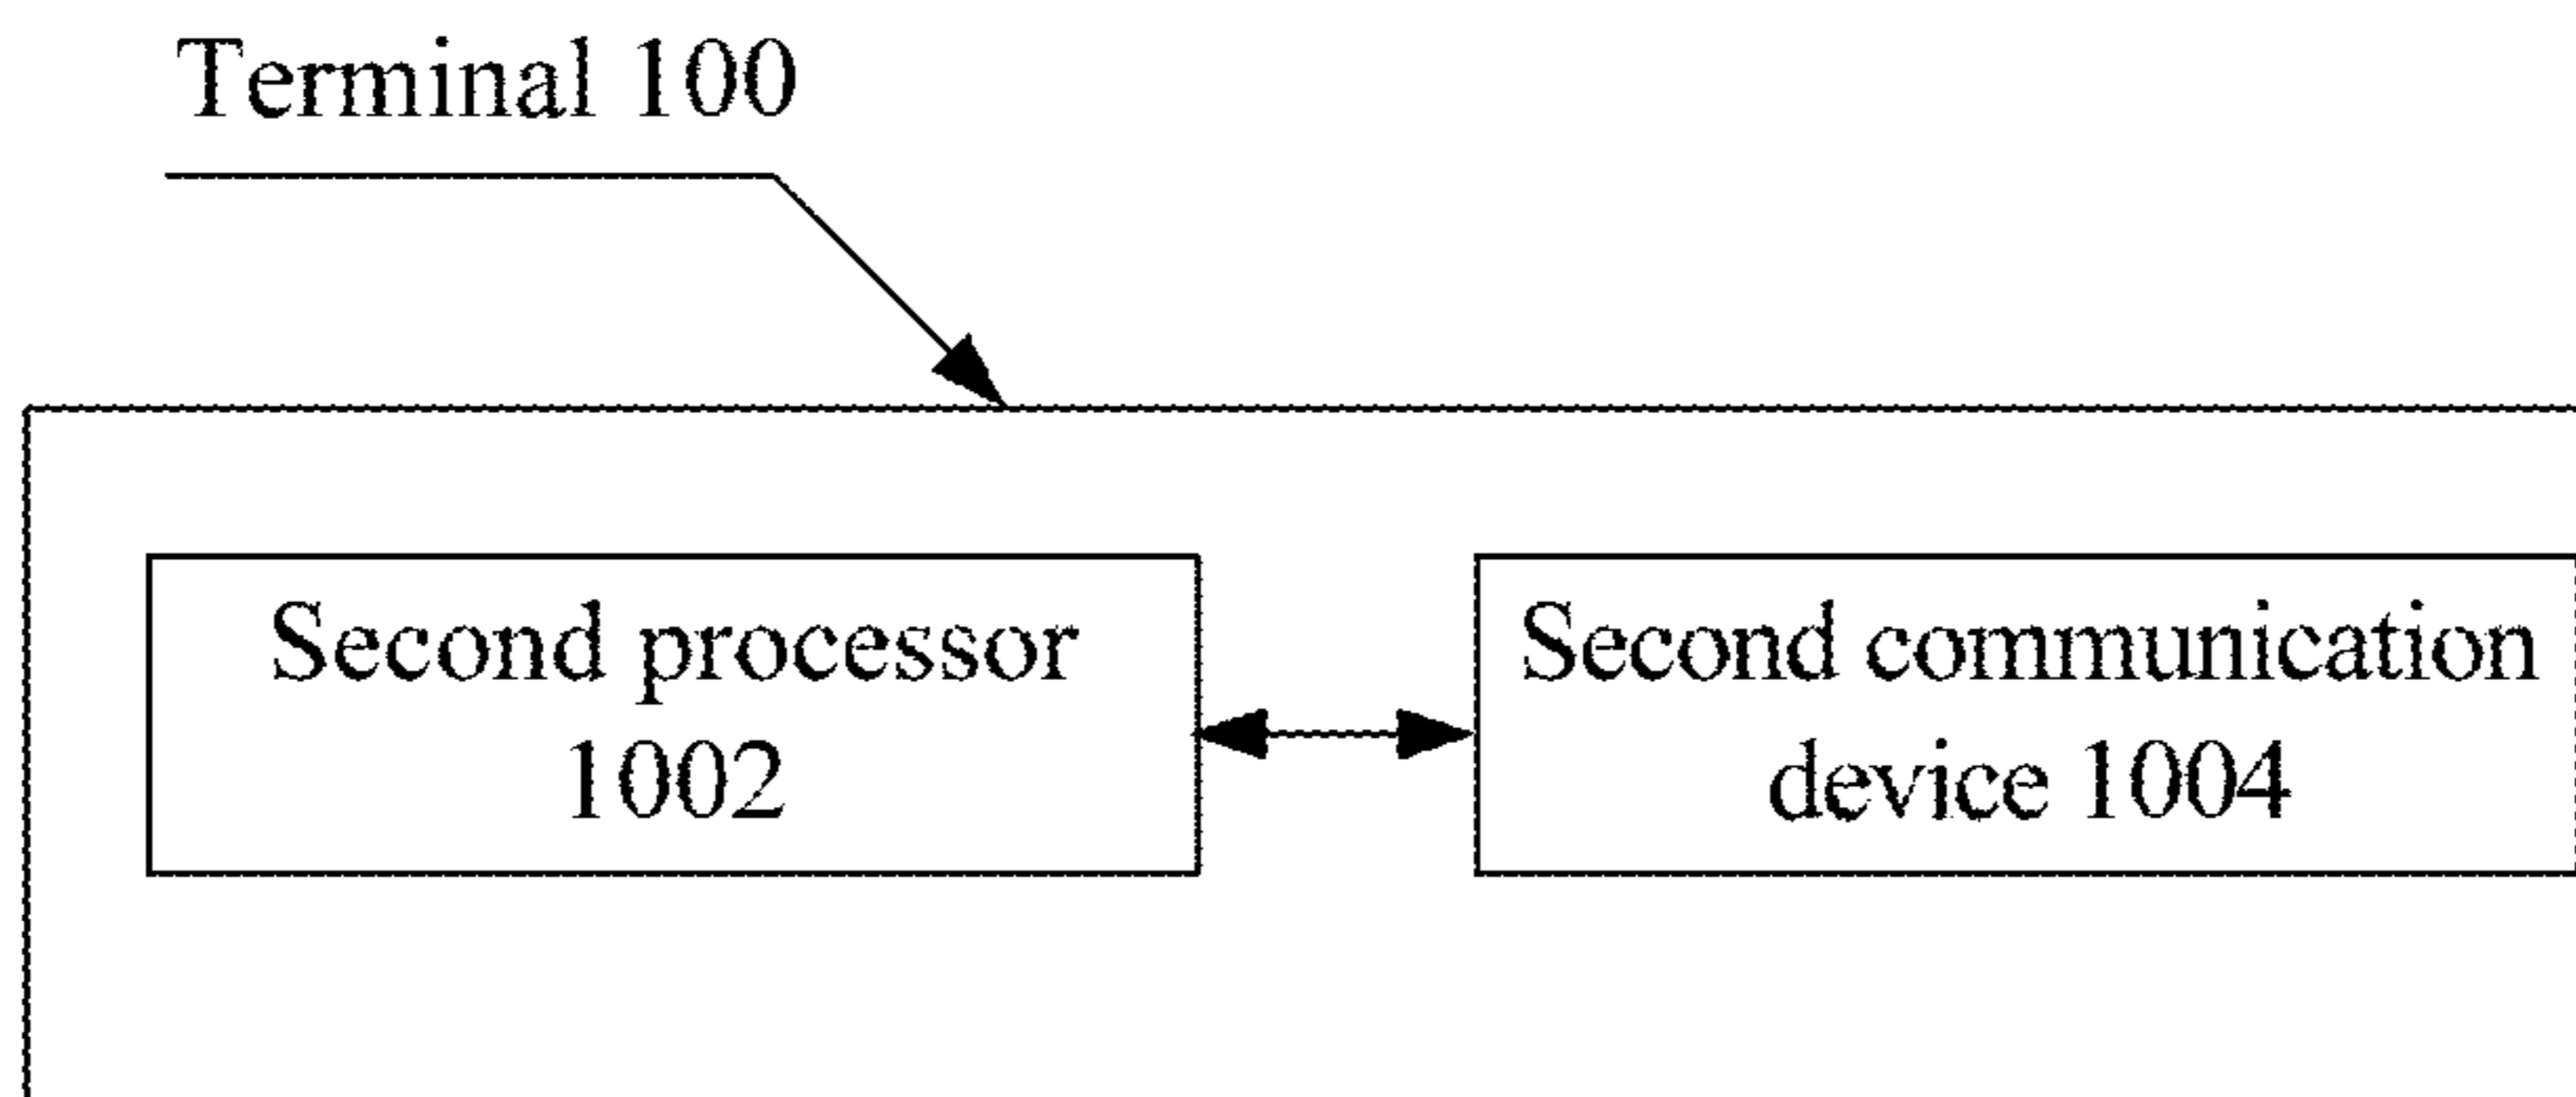 Terminal 100
Second processor
1002
Second communication
device 1004